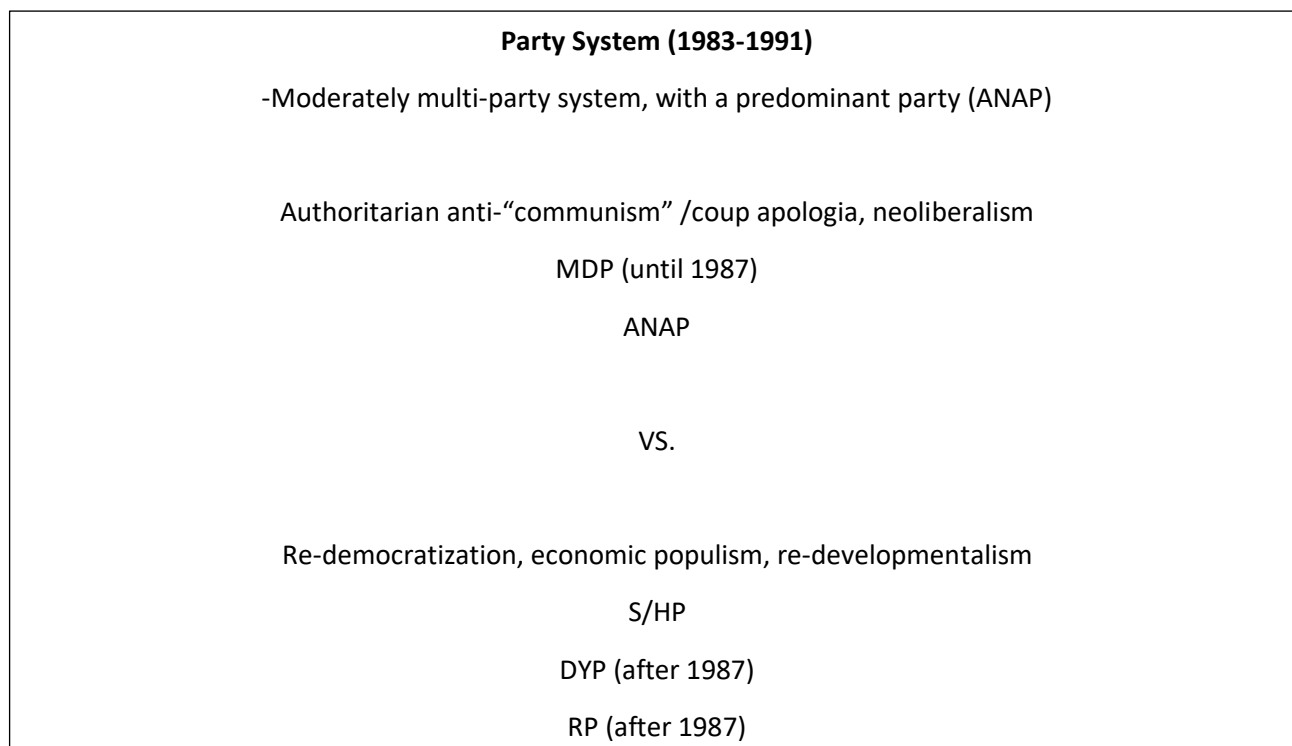 Party System (1983-1991)
-Moderately multi-party system, with a predominant party (ANAP)
Authoritarian anti-“communism” /coup apologia, neoliberalism
MDP (until 1987)
ANAP
VS.
Re-democratization, economic populism, re-developmentalism
S/HP
DYP (after 1987)
RP (after 1987)